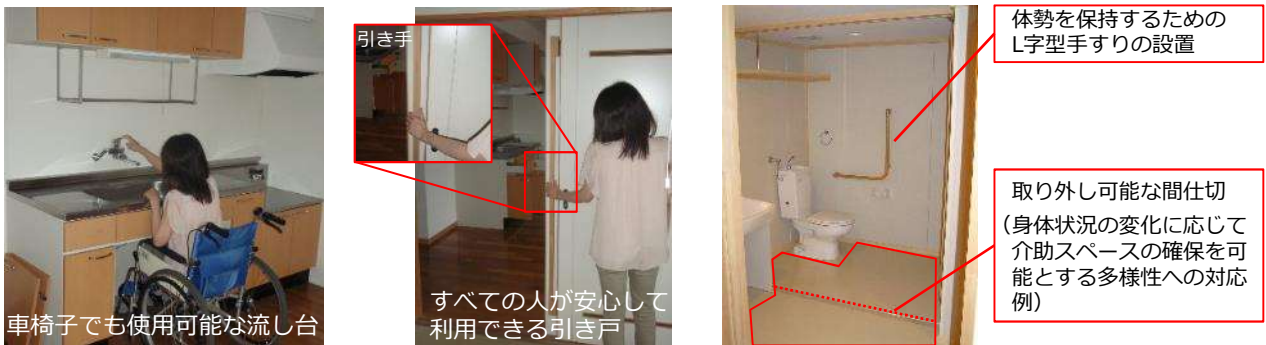 車椅子でも使用可能な流し台
引き手
すべての人が安心して
利用できる引き戸
体勢を保持するための
L字型手すりの設置
取り外し可能な間仕切
(身体状況の変化に応じて
介助スペースの確保を可
能とする多様性への対応
例)